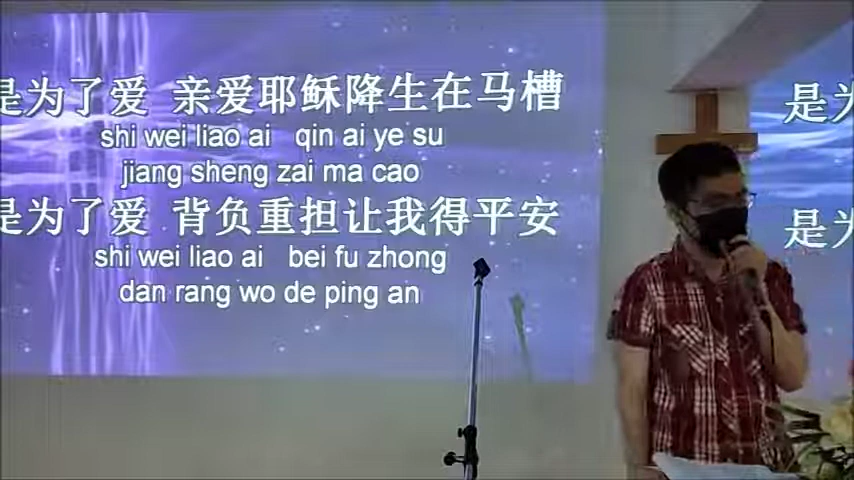 是为了爱 亲爱耶稣降生在马槽
shi wei liao ai qin ai ye su
jiang sheng zai ma cao
是为了爱 背负重担让我得平安
shi wei liao ai bei fu zhong
dan rang wo de ping an
是为
是为